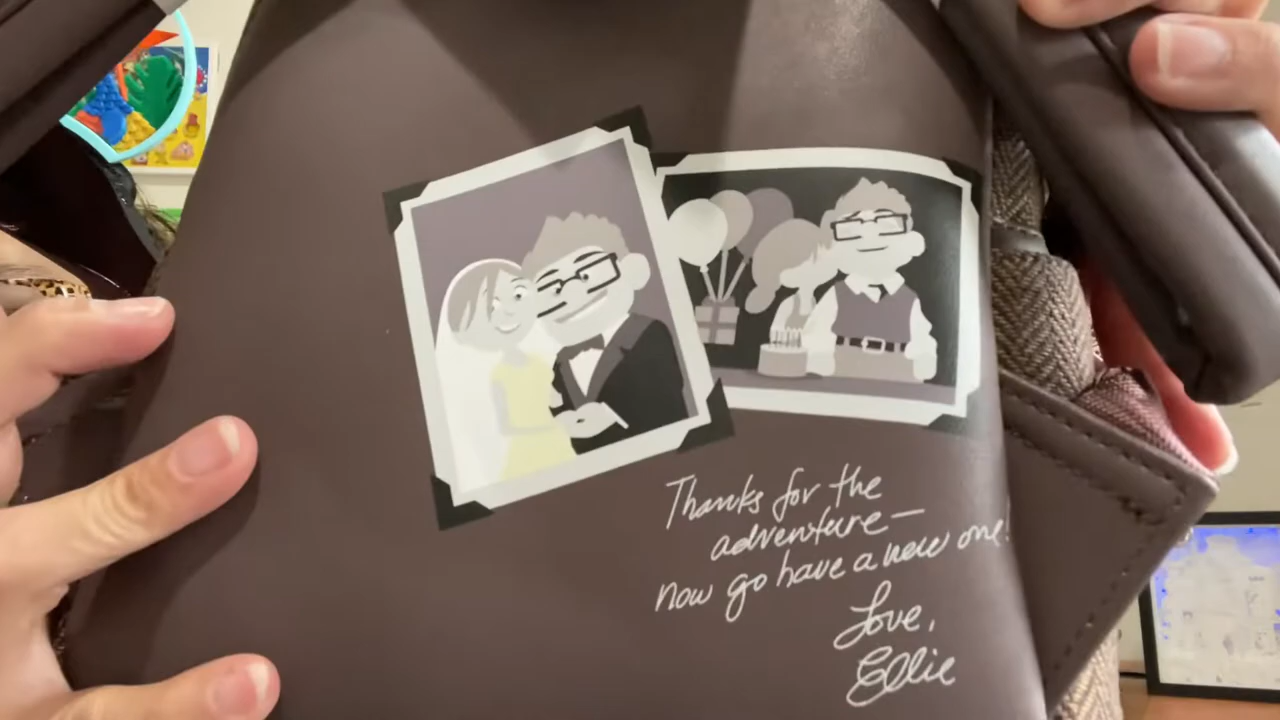 Thanks for the
adventure—
now go have a new one!
Love,
Ellie